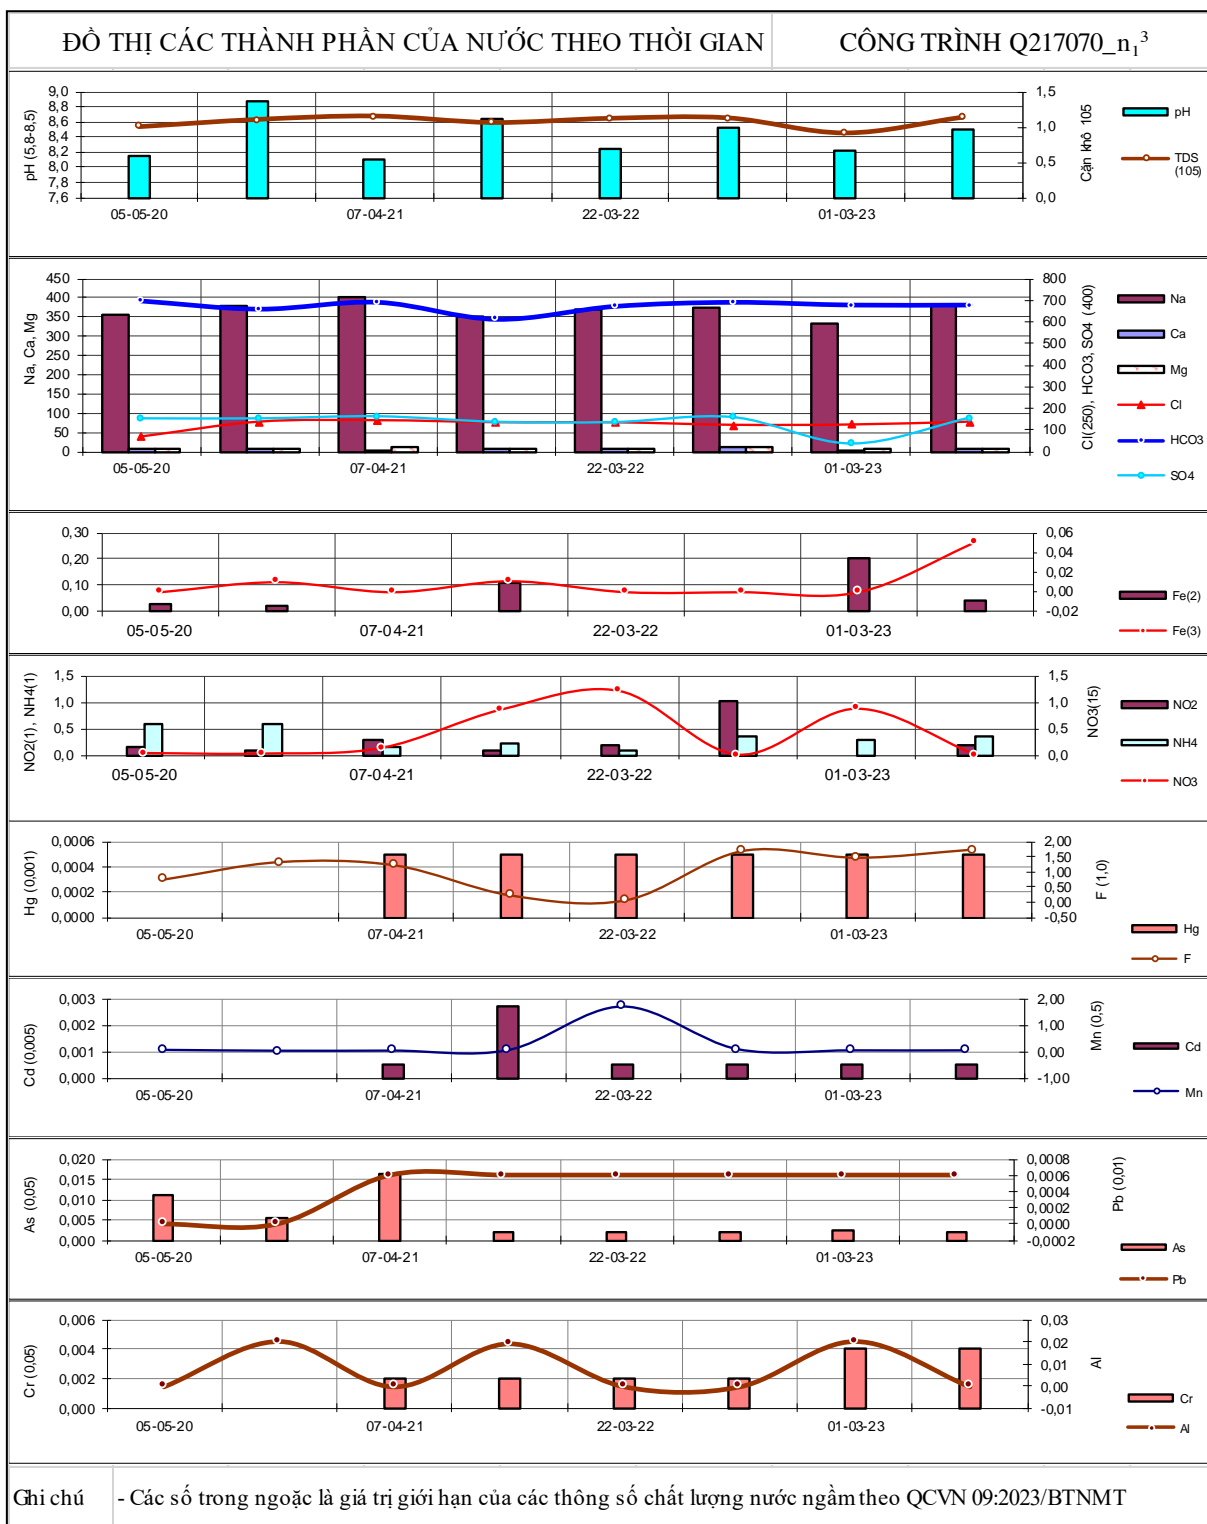 ĐỒ THỊ CÁC THÀNH PHẦN CỦA NƯỚC THEO THỜI GIAN
CÔNG TRÌNH Q217070_n₁³
pH (5,8-8,5)
9,0
8,8
8,6
8,4
8,2
8,0
7,8
7,6
1,5
1,0
0,5
0,0
Cặn khô 105
pH
TDS (105)
05-05-20 07-04-21 22-03-22 01-03-23
Na, Ca, Mg
450
400
350
300
250
200
150
100
50
0
800
700
600
500
400
300
200
100
0
Cl(250), HCO3, SO4 (400)
Na
Ca
Mg
Cl
HCO3
SO4
05-05-20 07-04-21 22-03-22 01-03-23
0,30
0,20
0,10
0,00
0,06
0,04
0,02
0,00
-0,02
Fe(2)
Fe(3)
05-05-20 07-04-21 22-03-22 01-03-23
NO2(1), NH4(1)
1,5
1,0
0,5
0,0
1,5
1,0
0,5
0,0
NO3(15)
NO2
NH4
NO3
05-05-20 07-04-21 22-03-22 01-03-23
Hg (0,001)
0,0006
0,0004
0,0002
0,0000
2,00
1,50
1,00
0,50
0,00
-0,50
F (1,0)
Hg
F
05-05-20 07-04-21 22-03-22 01-03-23
Cd (0,005)
0,003
0,002
0,001
0,000
2,00
1,00
0,00
-1,00
Mn (0,5)
Cd
Mn
05-05-20 07-04-21 22-03-22 01-03-23
As (0,05)
0,020
0,015
0,010
0,005
0,000
0,0008
0,0006
0,0004
0,0002
0,0000
-0,0002
Pb (0,01)
As
Pb
05-05-20 07-04-21 22-03-22 01-03-23
Cr (0,05)
0,006
0,004
0,002
0,000
0,03
0,02
0,01
0,00
-0,01
Al
Cr
Al
05-05-20 07-04-21 22-03-22 01-03-23
Ghi chú
- Các số trong ngoặc là giá trị giới hạn của các thông số chất lượng nước ngầm theo QCVN 09:2023/BTNMT